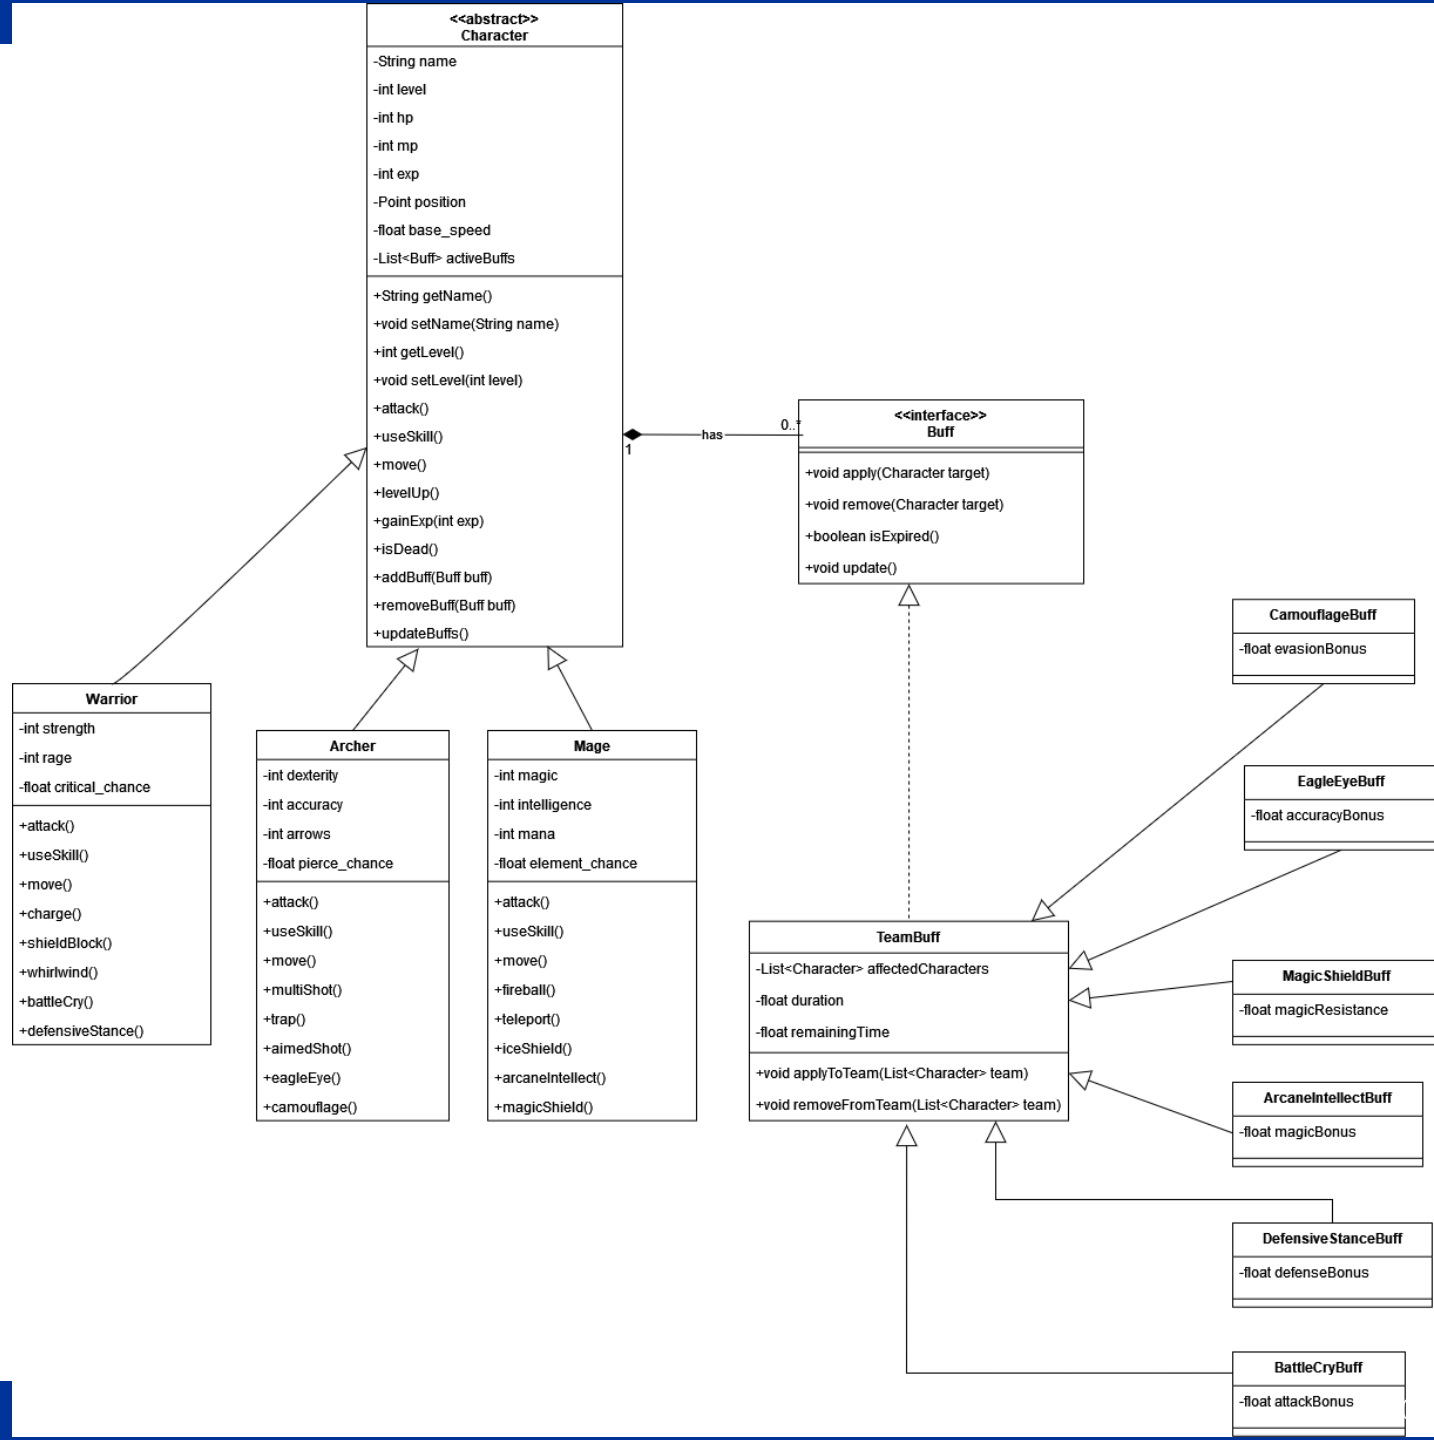 <<abstract>>
Character
-String name
-int level
-int hp
-int mp
-int exp
-Point position
-float base_speed
-List<Buff> activeBuffs
+String getName()
+void setName(String name)
+int getLevel()
+void setLevel(int level)
+attack()
+useSkill()
+move()
+levelUp()
+gainExp(int exp)
+isDead()
+addBuff(Buff buff)
+removeBuff(Buff buff)
+updateBuffs()
1
has
0..*
<<interface>>
Buff
+void apply(Character target)
+void remove(Character target)
+boolean isExpired()
+void update()
Warrior
-int strength
-int rage
-float critical_chance
+attack()
+useSkill()
+move()
+charge()
+shieldBlock()
+whirlwind()
+battleCry()
+defensiveStance()
Archer
-int dexterity
-int accuracy
-int arrows
-float pierce_chance
+attack()
+useSkill()
+move()
+multiShot()
+trap()
+aimedShot()
+eagleEye()
+camouflage()
Mage
-int magic
-int intelligence
-int mana
-float element_chance
+attack()
+useSkill()
+move()
+fireball()
+teleport()
+iceShield()
+arcaneIntellect()
+magicShield()
TeamBuff
-List<Character> affectedCharacters
-float duration
-float remainingTime
+void applyToTeam(List<Character> team)
+void removeFromTeam(List<Character> team)
CamouflageBuff
-float evasionBonus
EagleEyeBuff
-float accuracyBonus
MagicShieldBuff
-float magicResistance
ArcaneIntellectBuff
-float magicBonus
DefensiveStanceBuff
-float defenseBonus
BattleCryBuff
-float attackBonus